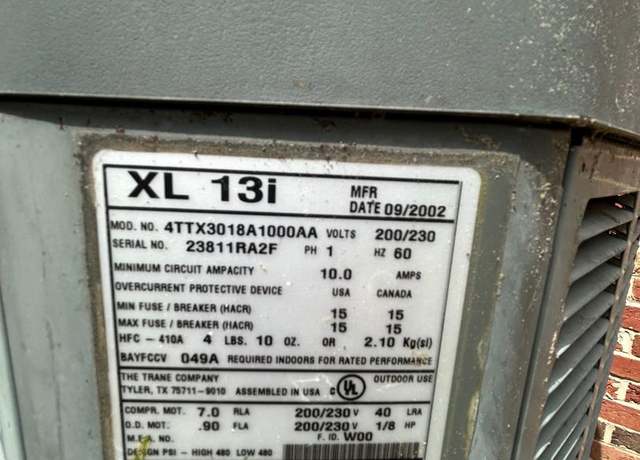 XL 13i
MFR
DATE 09/2002
MOD. NO. 4TTX3018A1000AA VOLTS 200/230
SERIAL NO. 23811RA2F PH 1 HZ 60
MINIMUM CIRCUIT AMPACITY 10.0 AMPS
OVERCURRENT PROTECTIVE DEVICE USA CANADA
MIN FUSE / BREAKER (HACR) 15 15
MAX FUSE / BREAKER (HACR) 15 15
HFC - 410A 4 LBS. 10 OZ. OR 2.10 Kg(sl)
BAYFCCV 049A REQUIRED INDOORS FOR RATED PERFORMANCE
THE TRANE COMPANY OUTDOOR USE
TYLER, TX 75711-9010 ASSEMBLED IN USA C UL
COMPR. MOT. 7.0 RLA 200/230 V 40 LRA
O.D. MOT. .90 FLA 200/230 V 1/8 HP
M.E.A. NO. F. ID. W00
DESIGN PSI - HIGH 480 LOW 480